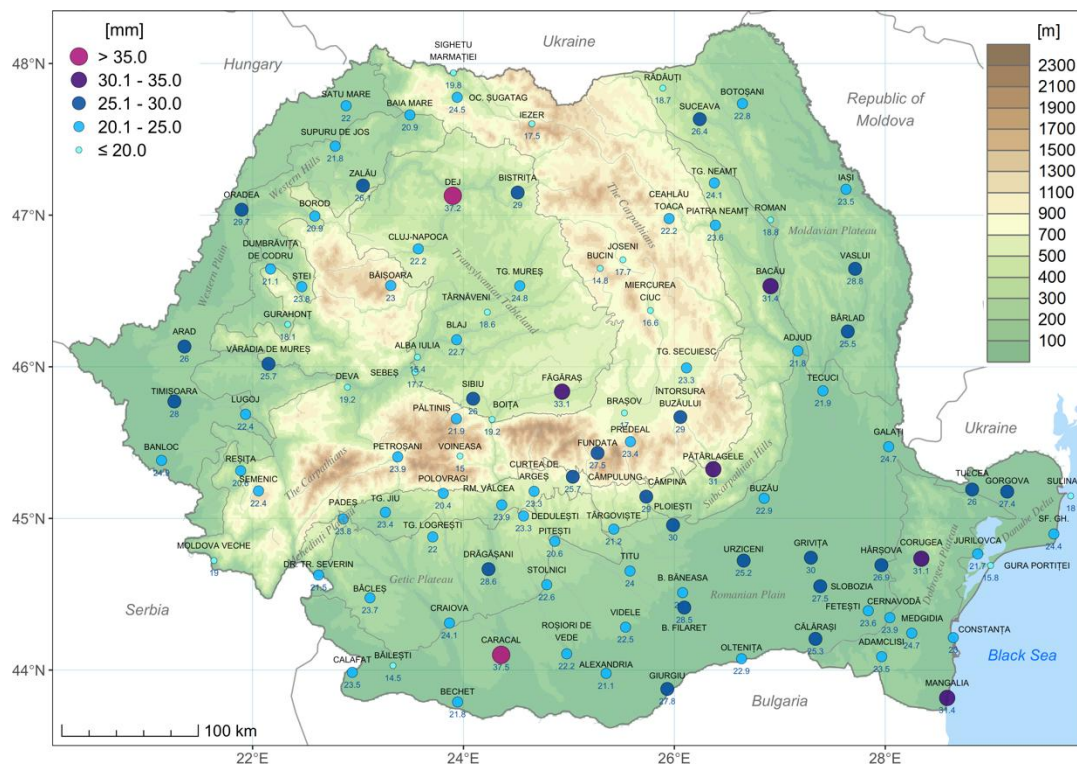 [mm]
> 35.0
30.1 - 35.0
25.1 - 30.0
20.1 - 25.0
≤ 20.0
[m]
2300
2100
1900
1700
1500
1300
1100
900
700
500
400
300
200
100
48°N
47°N
46°N
45°N
44°N
22°E
24°E
26°E
28°E
100 km
Hungary
Ukraine
Republic of
Moldova
Ukraine
Serbia
Bulgaria
Black Sea
Western Hills
Western Plain
The Carpathians
Transylvanian Tableland
Moldavian Plateau
The Carpathians
Subcarpathian Hills
Getic Plateau
Romanian Plain
Dobrogea Plateau
Danube Delta
SIGHETU
MARMAȚIEI
19.8
OC. ȘUGATAG
24.5
SATU MARE
22
BAIA MARE
20.9
IEZER
17.5
RĂDĂUȚI
18.7
SUCEAVA
26.4
BOTOȘANI
22.8
SUPURU DE JOS
21.8
ZALĂU
26.1
DEJ
37.2
BISTRIȚA
29
TG. NEAMȚ
24.1
IAȘI
23.5
ORADEA
29.7
BOROD
20.9
CEAHLĂU
TOACA
22.2
PIATRA NEAMȚ
23.6
ROMAN
18.8
CLUJ-NAPOCA
22.2
DUMBRĂVIȚA
DE CODRU
21.1
ȘTEI
23.8
BĂIȘOARA
23
TG. MUREȘ
24.8
BUCIN
14.8
JOSENI
17.7
BACĂU
31.4
VASLUI
28.8
TÂRNĂVENI
18.6
MIERCUREA
CIUC
16.6
GURAHONȚ
18.1
BLAJ
22.7
BÂRLAD
25.5
ARAD
26
VĂRĂDIA DE MUREȘ
25.7
ALBA IULIA
15.4
SEBEȘ
17.7
ADJUD
21.8
TG. SECUIESC
23.3
DEVA
19.2
FĂGĂRAȘ
33.1
TECUCI
21.9
TIMIȘOARA
28
LUGOJ
22.4
SIBIU
26
PĂLTINIȘ
21.9
BOIȚA
19.2
BRAȘOV
17
ÎNTORSURA
BUZĂULUI
29
PREDEAL
23.4
FUNDATA
27.5
GALAȚI
24.7
BANLOC
24.9
REȘIȚA
20.6
SEMENIC
22.4
PETROȘANI
23.9
VOINEASA
15
PĂTÂRLAGELE
31
TULCEA
26
GORGOVA
27.4
SULINA
18
POLOVRAGI
20.4
RM. VÂLCEA
23.9
CURTEA DE
ARGEȘ
23.3
CÂMPULUNG
25.7
CÂMPINA
29
BUZĂU
22.9
PADEȘ
23.8
TG. JIU
23.4
DEDULEȘTI
23.3
TÂRGOVIȘTE
21.2
PLOIEȘTI
30
SF. GH.
24.4
TG. LOGREȘTI
22
PITEȘTI
20.6
MOLDOVA VECHE
19
DR. TR. SEVERIN
21.5
DRĂGĂȘANI
28.6
STOLNICI
22.6
TITU
24
URZICENI
25.2
GRIVIȚA
30
HÂRȘOVA
26.9
CORUGEA
31.1
JURILOVCA
21.7
GURA PORTIȚEI
15.8
BÂCLEȘ
23.7
B. BĂNEASA
B. FILARET
28.5
SLOBOZIA
27.5
FETEȘTI
23.6
CERNAVODĂ
23.9
MEDGIDIA
24.7
CONSTANȚA
CRAIOVA
24.1
VIDELE
22.5
CĂLĂRAȘI
25.3
ADAMCLISI
23.5
CARACAL
37.5
ROȘIORI DE
VEDE
22.2
OLTENIȚA
22.9
BĂILEȘTI
14.5
CALAFAT
23.5
ALEXANDRIA
21.1
GIURGIU
27.8
BECHET
21.8
MANGALIA
31.4